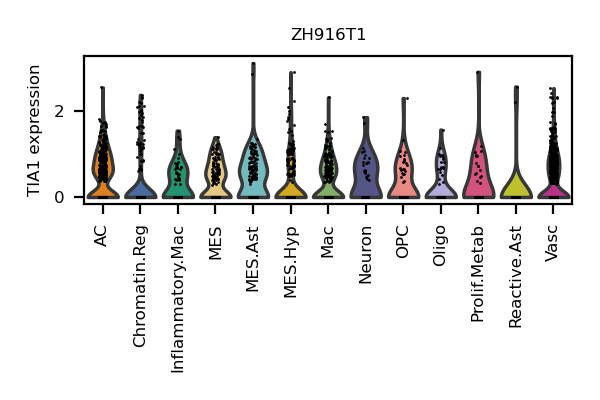 ZH916T1
TIA1 expression
2
0
AC
Chromatin.Reg
Inflammatory.Mac
MES
MES.Ast
MES.Hyp
Mac
Neuron
OPC
Oligo
Prolif.Metab
Reactive.Ast
Vasc